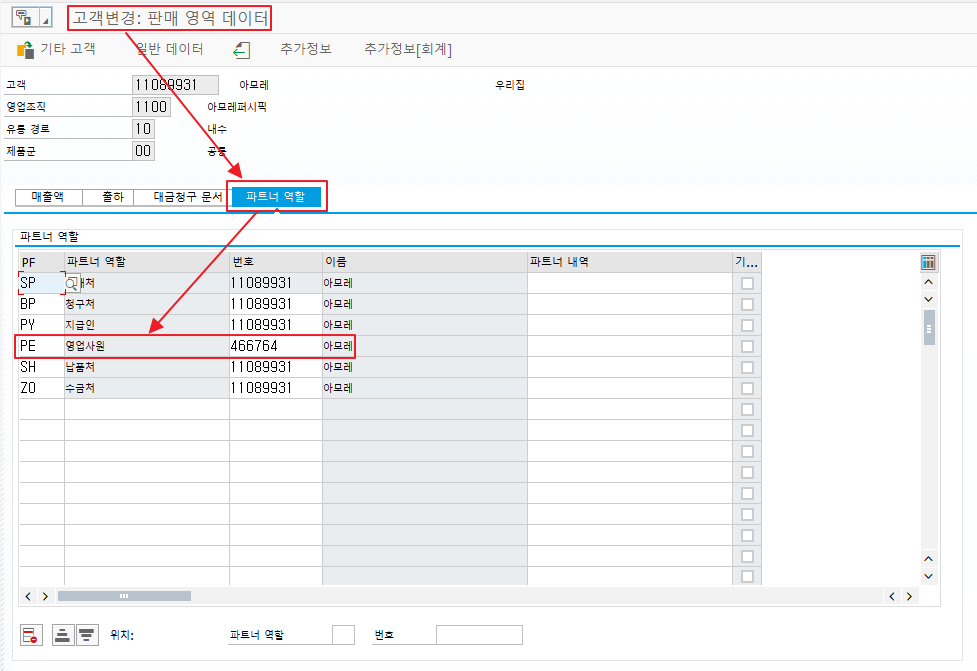 고객변경: 판매 영역 데이터
기타 고객 일반 데이터 추가정보 추가정보[회계]
고객 11089931 아모레 우리집
영업조직 1100 아모레퍼시픽
유통 경로 10 내수
제품군 00 공통
매출액 출하 대금청구 문서 파트너 역할
파트너 역할
PF 파트너 역할 번호 이름 파트너 내역 기...
SP 11089931 아모레
BP 청구처 11089931 아모레
PY 지급인 11089931 아모레
PE 영업사원 466764 아모레
SH 납품처 11089931 아모레
ZO 수금처 11089931 아모레
위치: 파트너 역할 번호